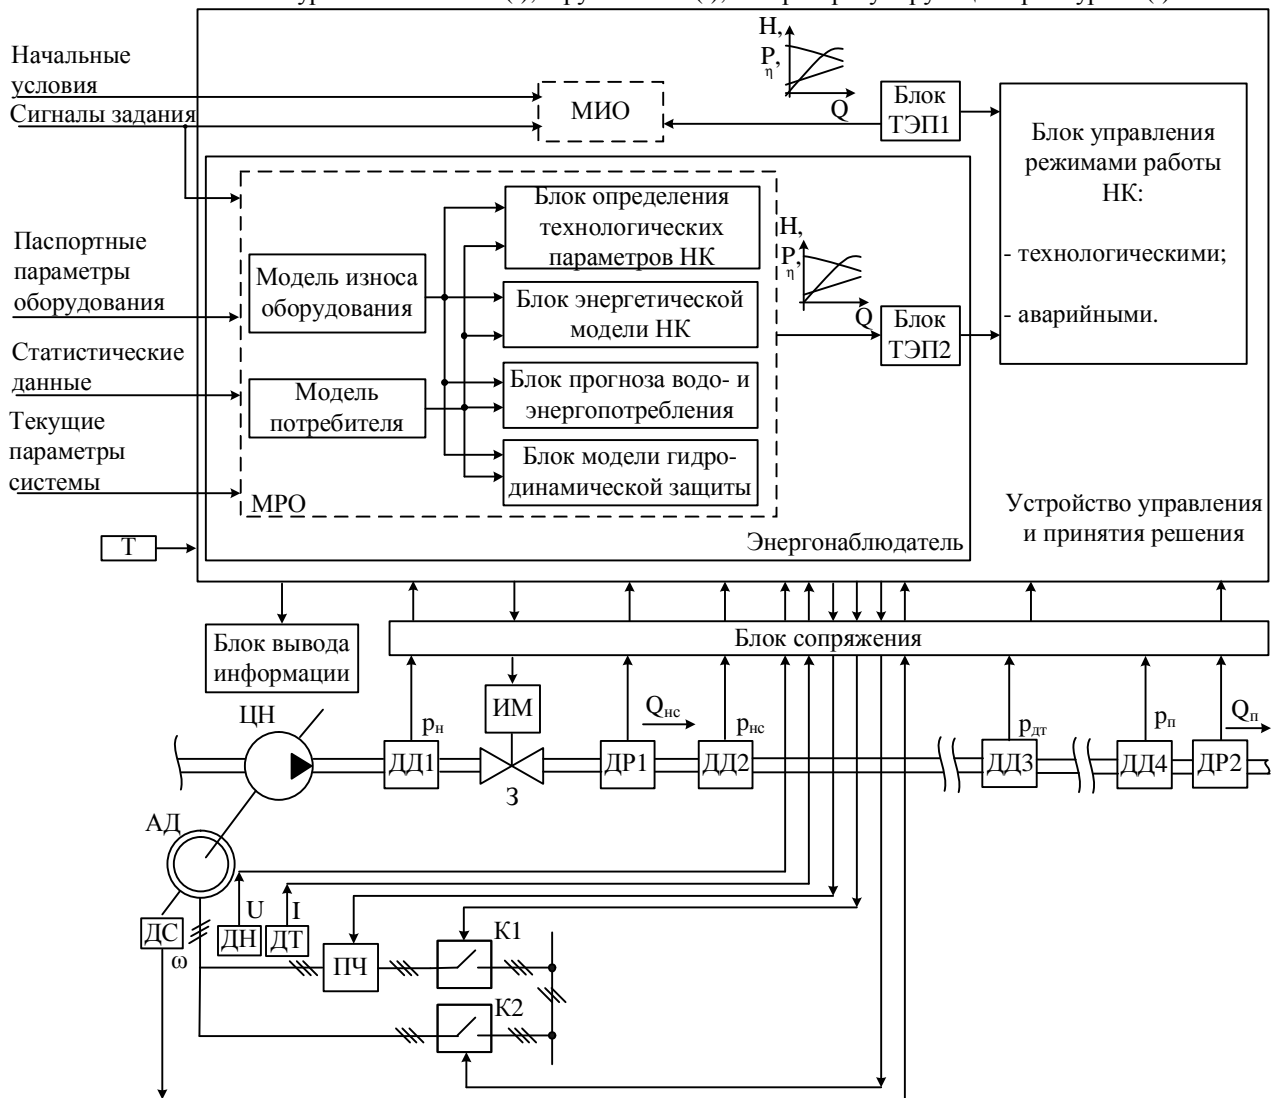 Начальные
условия
Сигналы задания
Паспортные
параметры
оборудования
Статистические
данные
Текущие
параметры
системы
Т
МИО
H,
P,
η
Q
Блок
ТЭП1
Блок управления
режимами работы
НК:
- технологическими;
- аварийными.
Модель износа
оборудования
Модель
потребителя
Блок определения
технологических
параметров НК
Блок энергетической
модели НК
Блок прогноза водо- и
энергопотребления
Блок модели гидро-
динамической защиты
МРО
H,
P,
η
Q
Блок
ТЭП2
Энергонаблюдатель
Устройство управления
и принятия решения
Блок вывода
информации
Блок сопряжения
ЦН
pн
ИМ
Qнс
pнс
pдт
pп
Qп
ДД1
З
ДР1
ДД2
ДД3
ДД4
ДР2
АД
ДС
ω
U
ДН
I
ДТ
ПЧ
К1
К2